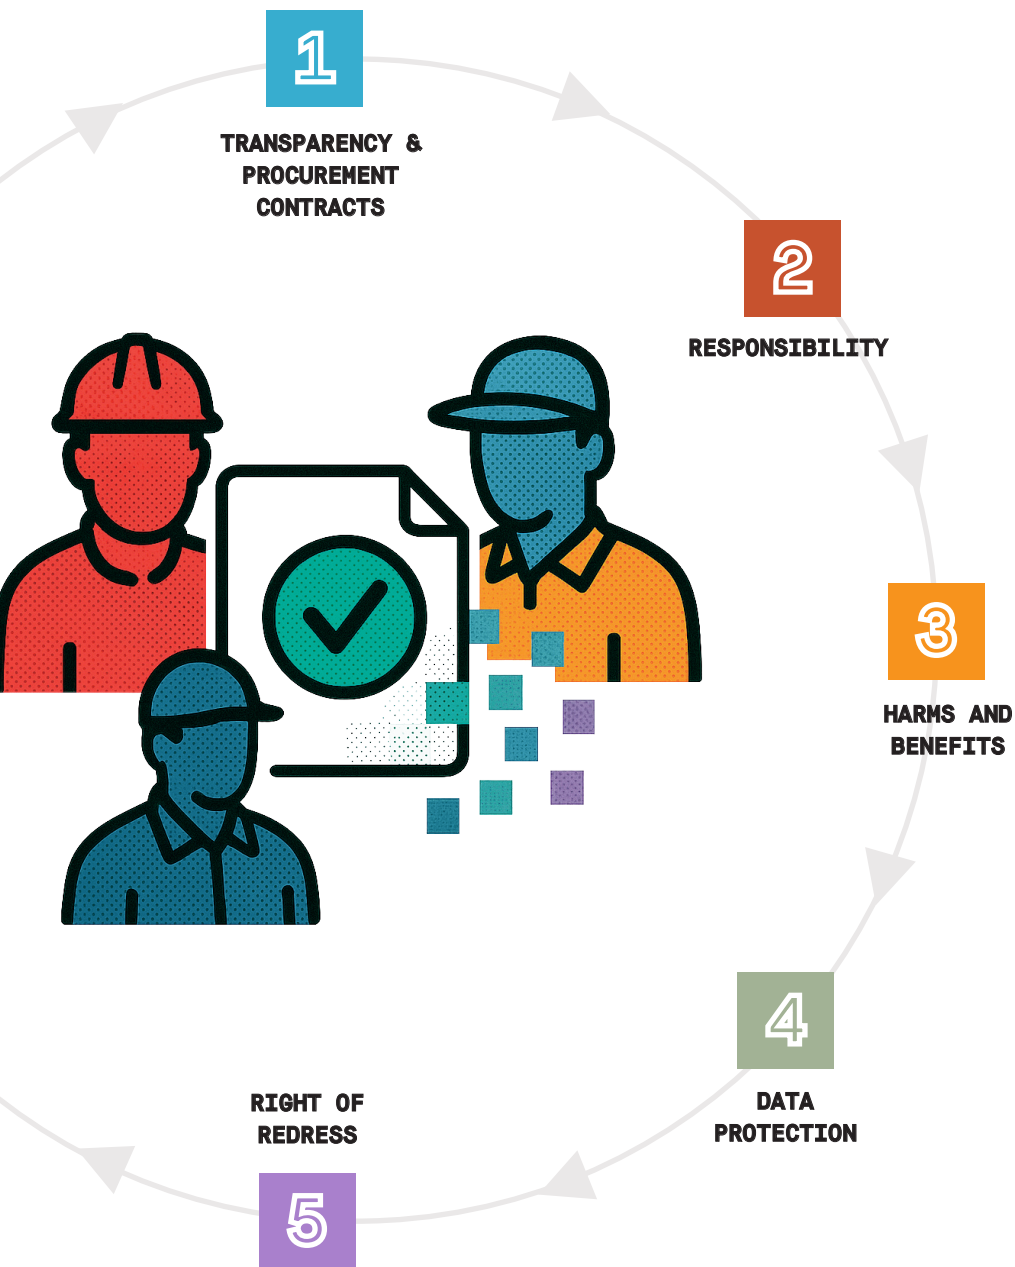 1
TRANSPARENCY &
PROCUREMENT
CONTRACTS
2
RESPONSIBILITY
3
HARMS AND
BENEFITS
4
DATA
PROTECTION
RIGHT OF
REDRESS
5